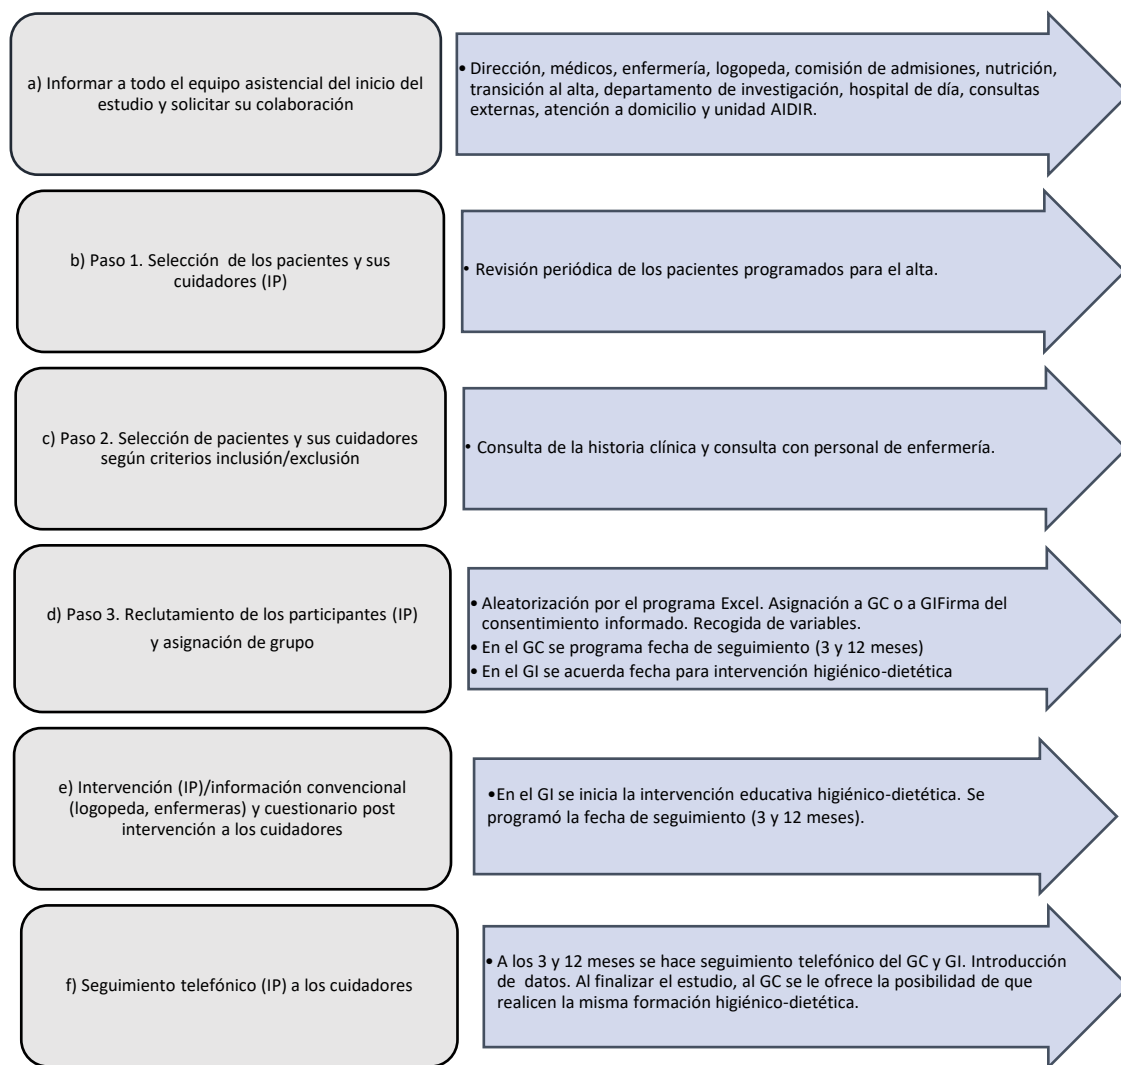 a) Informar a todo el equipo asistencial del inicio del
estudio y solicitar su colaboración
• Dirección, médicos, enfermería, logopeda, comisión de admisiones, nutrición,
transición al alta, departamento de investigación, hospital de día, consultas
externas, atención a domicilio y unidad AIDIR.
b) Paso 1. Selección de los pacientes y sus
cuidadores (IP)
• Revisión periódica de los pacientes programados para el alta.
c) Paso 2. Selección de pacientes y sus cuidadores
según criterios inclusión/exclusión
• Consulta de la historia clínica y consulta con personal de enfermería.
d) Paso 3. Reclutamiento de los participantes (IP)
y asignación de grupo
• Aleatorización por el programa Excel. Asignación a GC o a GIFirma del
consentimiento informado. Recogida de variables.
• En el GC se programa fecha de seguimiento (3 y 12 meses)
• En el GI se acuerda fecha para intervención higiénico-dietética
e) Intervención (IP)/información convencional
(logopeda, enfermeras) y cuestionario post
intervención a los cuidadores
•En el GI se inicia la intervención educativa higiénico-dietética. Se
programó la fecha de seguimiento (3 y 12 meses).
f) Seguimiento telefónico (IP) a los cuidadores
• A los 3 y 12 meses se hace seguimiento telefónico del GC y GI. Introducción
de datos. Al finalizar el estudio, al GC se le ofrece la posibilidad de que
realicen la misma formación higiénico-dietética.